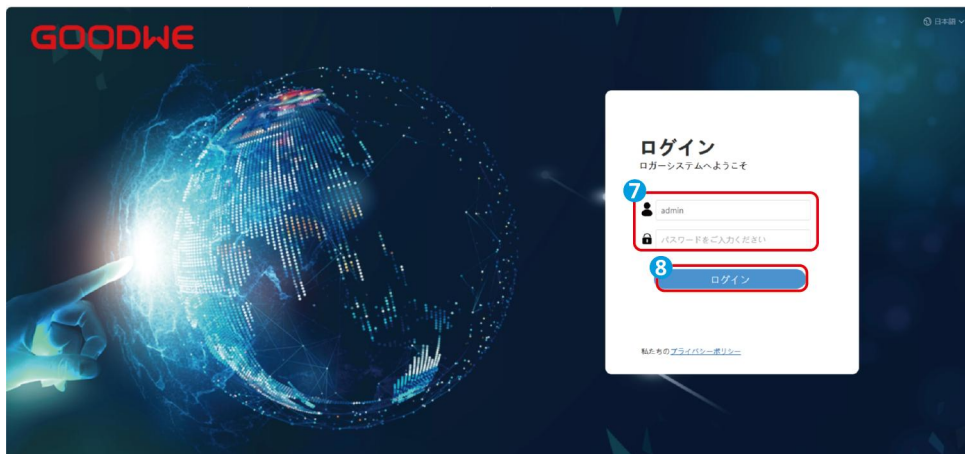 GOODWE
日本語
ログイン
ロガーシステムへようこそ
7
admin
パスワードをご入力ください
8
ログイン
私たちのプライバシーポリシー